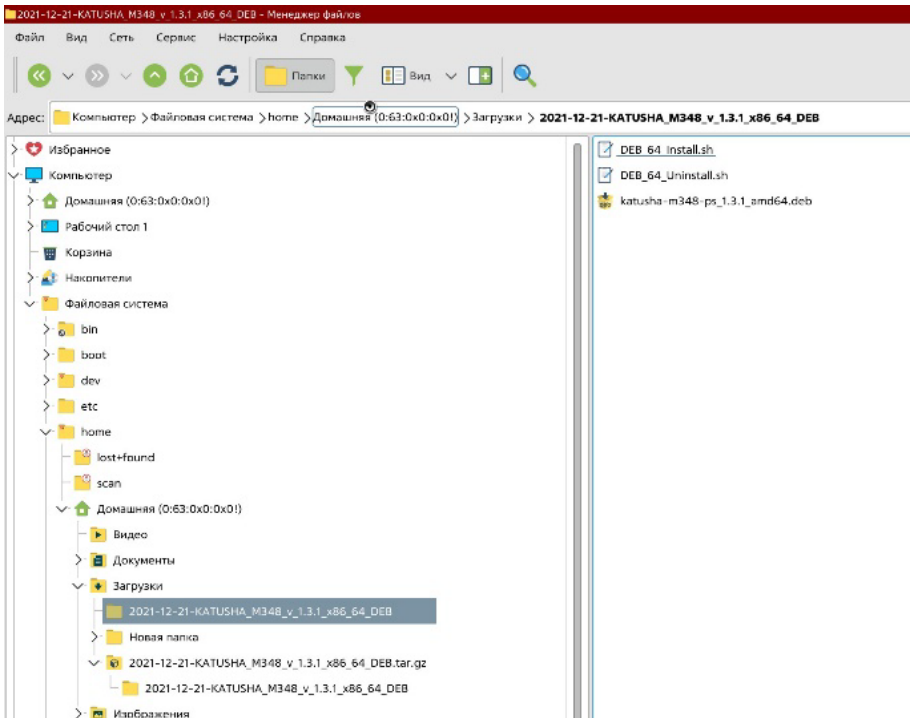 2021-12-21-KATUSHA_M348_v_1.3.1_x86_64_DEB - Менеджер файлов
Файл Вид Сеть Сервис Настройка Справка
Папки Вид
Адрес: Компьютер Файловая система home Домашняя (0:63:0x0:0x0!) Загрузки 2021-12-21-KATUSHA_M348_v_1.3.1_x86_64_DEB
Избранное
Компьютер
Домашняя (0:63:0x0:0x0!)
Рабочий стол 1
Корзина
Накопители
Файловая система
bin
boot
dev
etc
home
lost+found
scan
Домашняя (0:63:0x0:0x0!)
Видео
Документы
Загрузки
2021-12-21-KATUSHA_M348_v_1.3.1_x86_64_DEB
Новая папка
2021-12-21-KATUSHA_M348_v_1.3.1_x86_64_DEB.tar.gz
2021-12-21-KATUSHA_M348_v_1.3.1_x86_64_DEB
Изображения
DEB_64_Install.sh
DEB_64_Uninstall.sh
katusha-m348-ps_1.3.1_amd64.deb